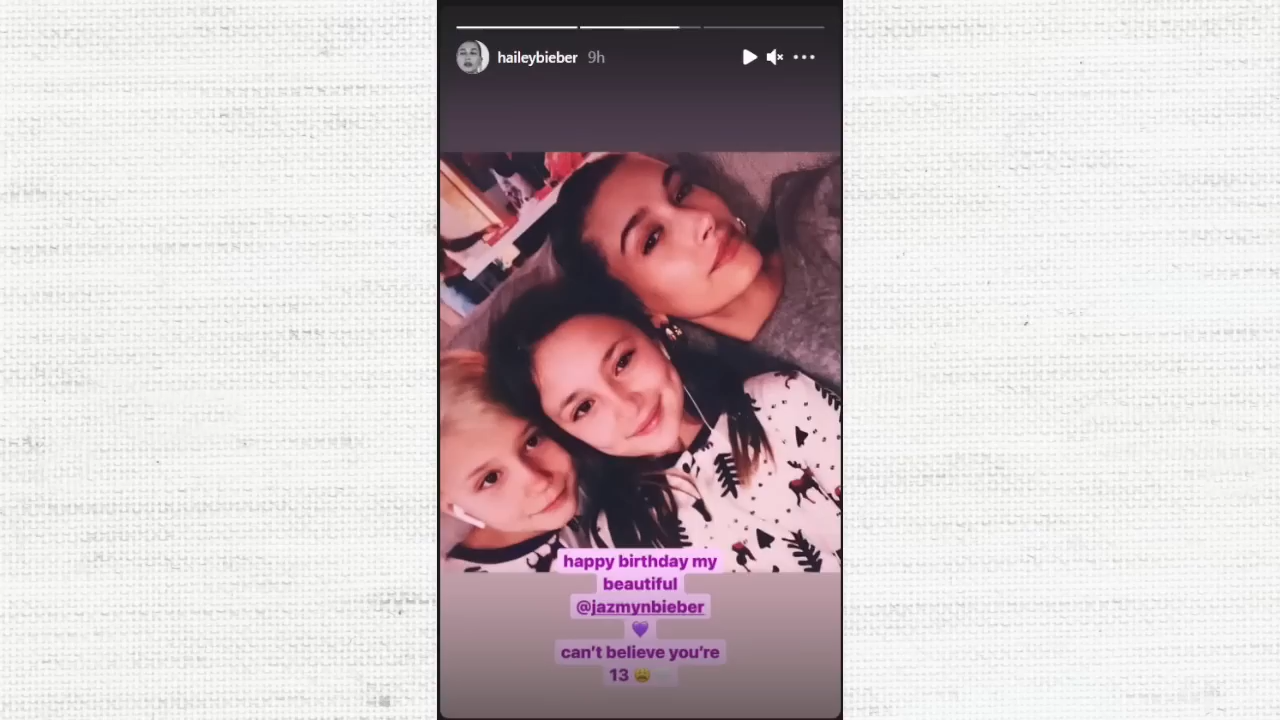 haileybieber 9h
happy birthday my
beautiful
@jazmynbieber
💜
can't believe you're
13 😩